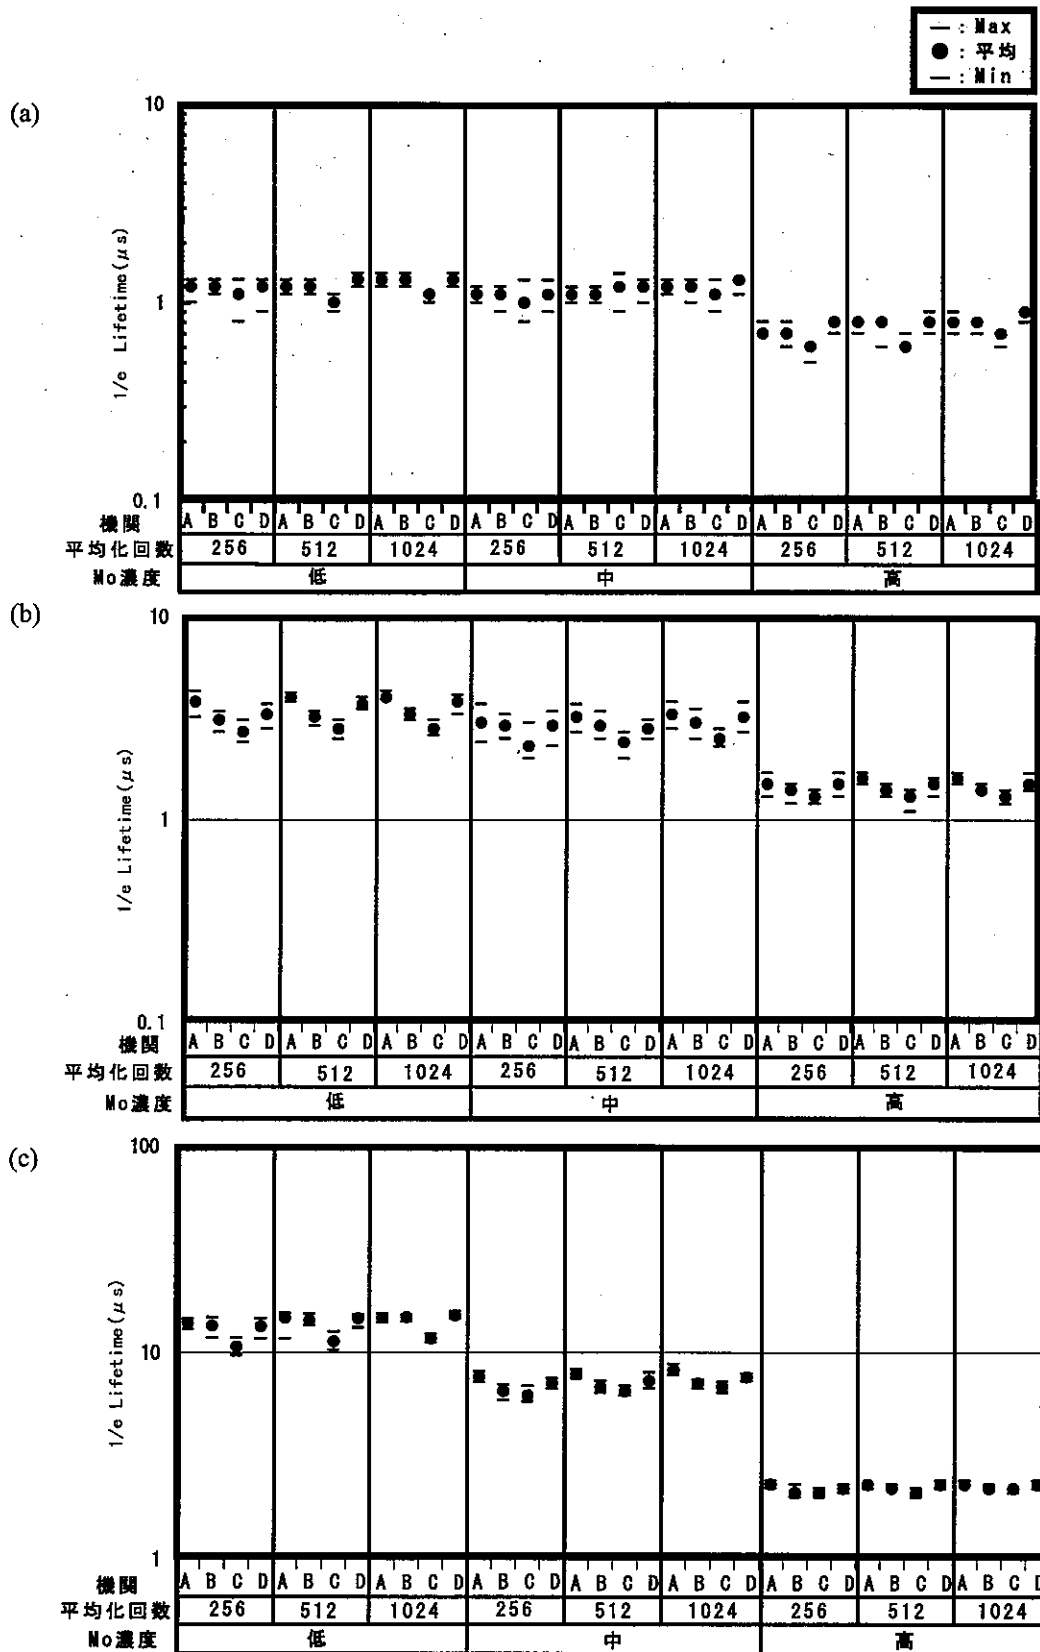 — : Max
● : 平均
— : Min
(a)
10
1
0.1
1/e Lifetime(μs)
機関 A B C D A B C D A B C D A B C D A B C D A B C D A B C D A B C D A B C D
平均化回数 256 512 1024 256 512 1024 256 512 1024
Mo濃度 低 中 高
(b)
10
1
0.1
1/e Lifetime(μs)
機関 A B C D A B C D A B C D A B C D A B C D A B C D A B C D A B C D A B C D
平均化回数 256 512 1024 256 512 1024 256 512 1024
Mo濃度 低 中 高
(c)
100
10
1
1/e Lifetime(μs)
機関 A B C D A B C D A B C D A B C D A B C D A B C D A B C D A B C D A B C D
平均化回数 256 512 1024 256 512 1024 256 512 1024
Mo濃度 低 中 高